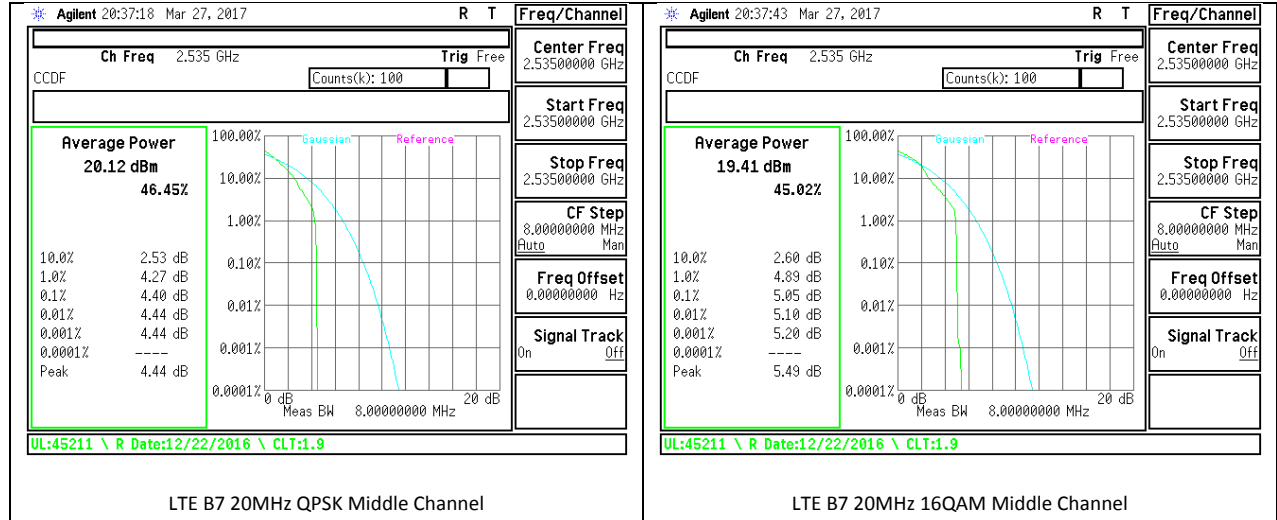 Agilent 20:37:18 Mar 27, 2017 R T
Freq/Channel
Ch Freq 2.535 GHz Trig Free
CCDF Counts(k): 100
Average Power
20.12 dBm
46.45%
10.0% 2.53 dB
1.0% 4.27 dB
0.1% 4.40 dB
0.01% 4.44 dB
0.001% 4.44 dB
0.0001% ----
Peak 4.44 dB
Gaussian Reference
100.00%
10.00%
1.00%
0.10%
0.01%
0.001%
0.0001%
0 dB 20 dB
Meas BW 8.00000000 MHz
Center Freq
2.53500000 GHz
Start Freq
2.53500000 GHz
Stop Freq
2.53500000 GHz
CF Step
8.00000000 MHz
Auto Man
Freq Offset
0.00000000 Hz
Signal Track
On Off
UL:45211 \ R Date:12/22/2016 \ CLT:1.9
LTE B7 20MHz QPSK Middle Channel
Agilent 20:37:43 Mar 27, 2017 R T
Freq/Channel
Ch Freq 2.535 GHz Trig Free
CCDF Counts(k): 100
Average Power
19.41 dBm
45.02%
10.0% 2.60 dB
1.0% 4.89 dB
0.1% 5.05 dB
0.01% 5.10 dB
0.001% 5.20 dB
0.0001% ----
Peak 5.49 dB
Gaussian Reference
100.00%
10.00%
1.00%
0.10%
0.01%
0.001%
0.0001%
0 dB 20 dB
Meas BW 8.00000000 MHz
Center Freq
2.53500000 GHz
Start Freq
2.53500000 GHz
Stop Freq
2.53500000 GHz
CF Step
8.00000000 MHz
Auto Man
Freq Offset
0.00000000 Hz
Signal Track
On Off
UL:45211 \ R Date:12/22/2016 \ CLT:1.9
LTE B7 20MHz 16QAM Middle Channel